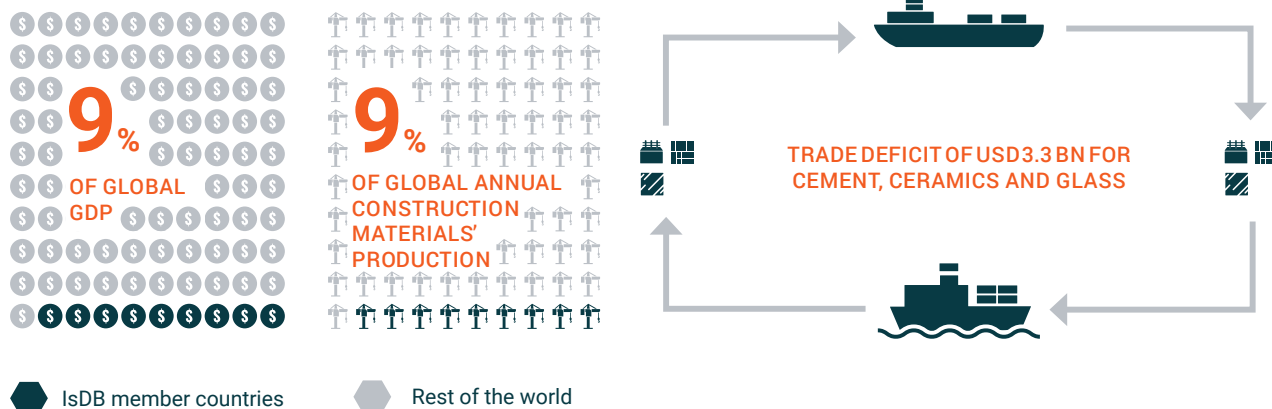 9%
OF GLOBAL
GDP
9%
OF GLOBAL ANNUAL
CONSTRUCTION
MATERIALS'
PRODUCTION
TRADE DEFICIT OF USD 3.3 BN FOR
CEMENT, CERAMICS AND GLASS
IsDB member countries
Rest of the world